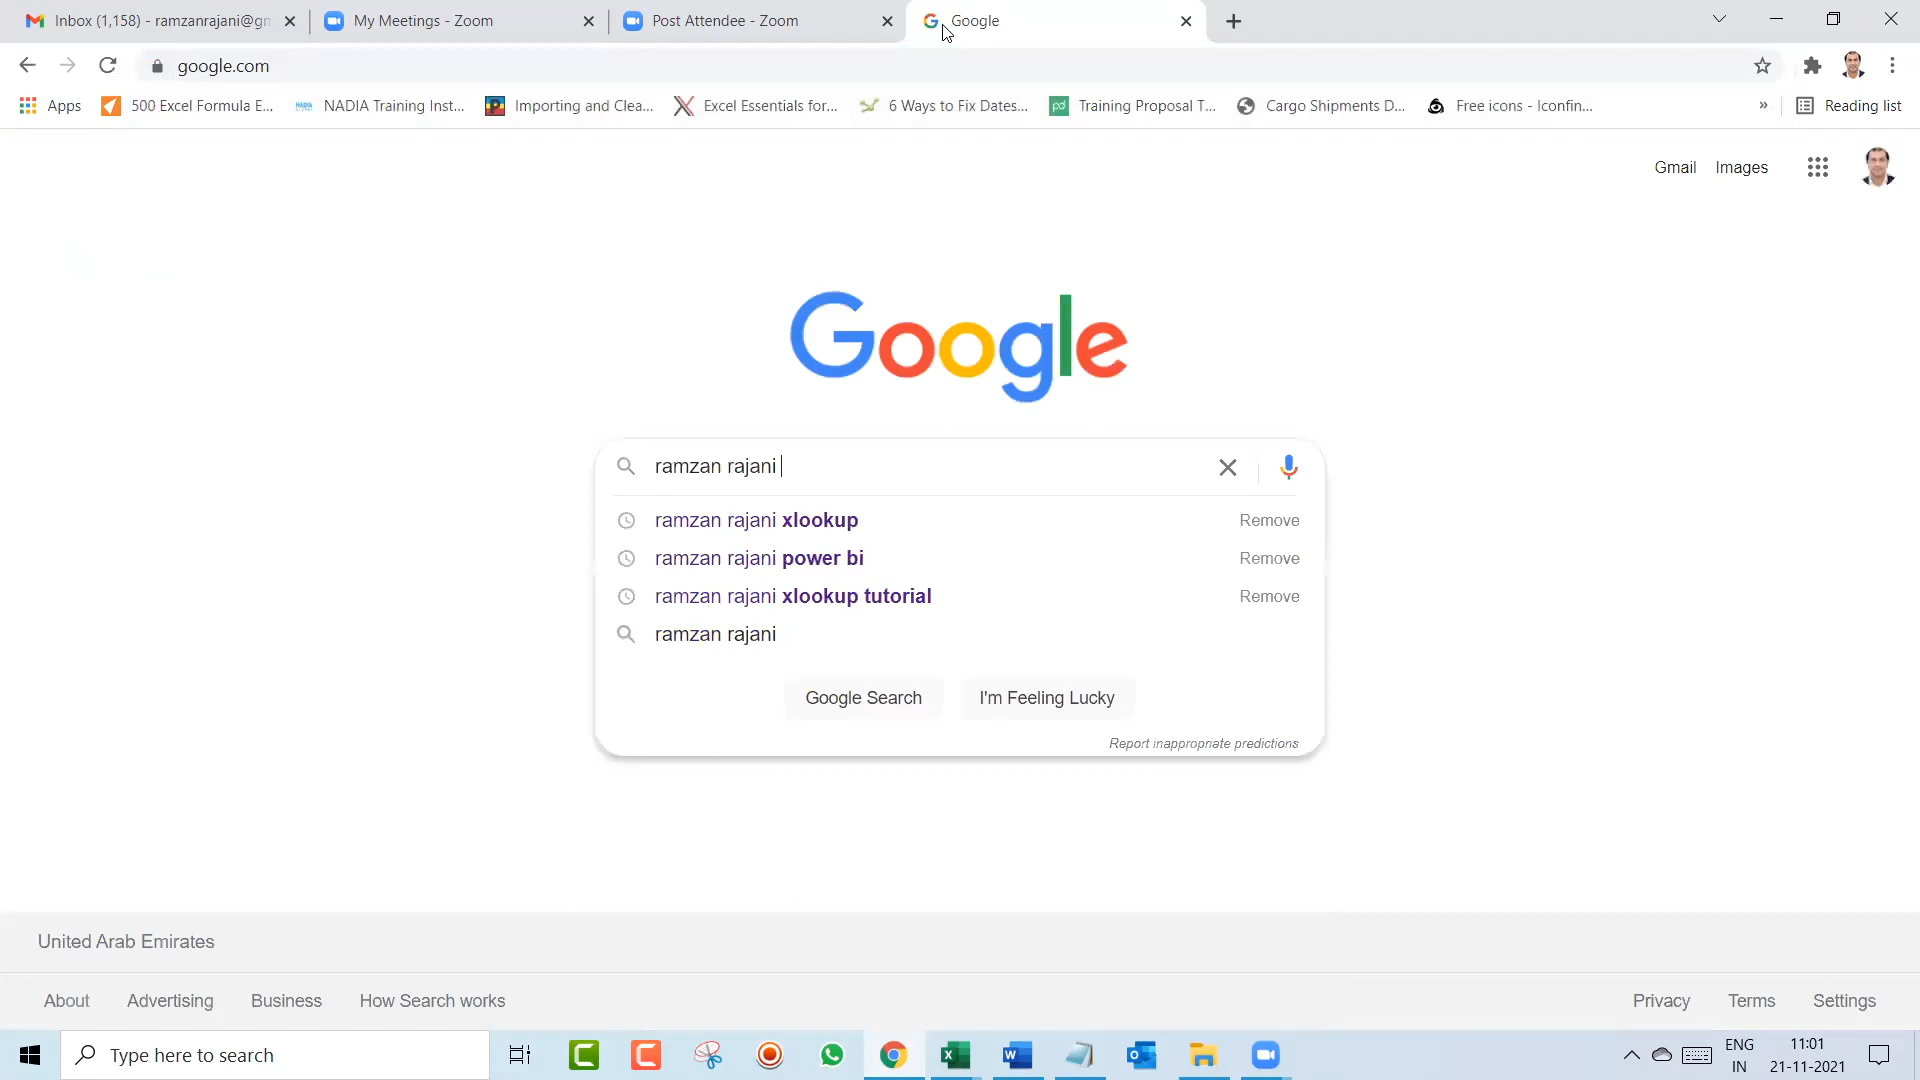 Inbox (1,158) - ramzanrajani@gm
My Meetings - Zoom
Post Attendee - Zoom
Google
google.com
Apps
500 Excel Formula E...
NADIA Training Inst...
Importing and Clea...
Excel Essentials for...
6 Ways to Fix Dates...
Training Proposal T...
Cargo Shipments D...
Free icons - Iconfin...
»
Reading list
Gmail
Images
Google
ramzan rajani
ramzan rajani xlookup
Remove
ramzan rajani power bi
Remove
ramzan rajani xlookup tutorial
Remove
ramzan rajani
Google Search
I'm Feeling Lucky
Report inappropriate predictions
United Arab Emirates
About
Advertising
Business
How Search works
Privacy
Terms
Settings
Type here to search
ENG
IN
11:01
21-11-2021